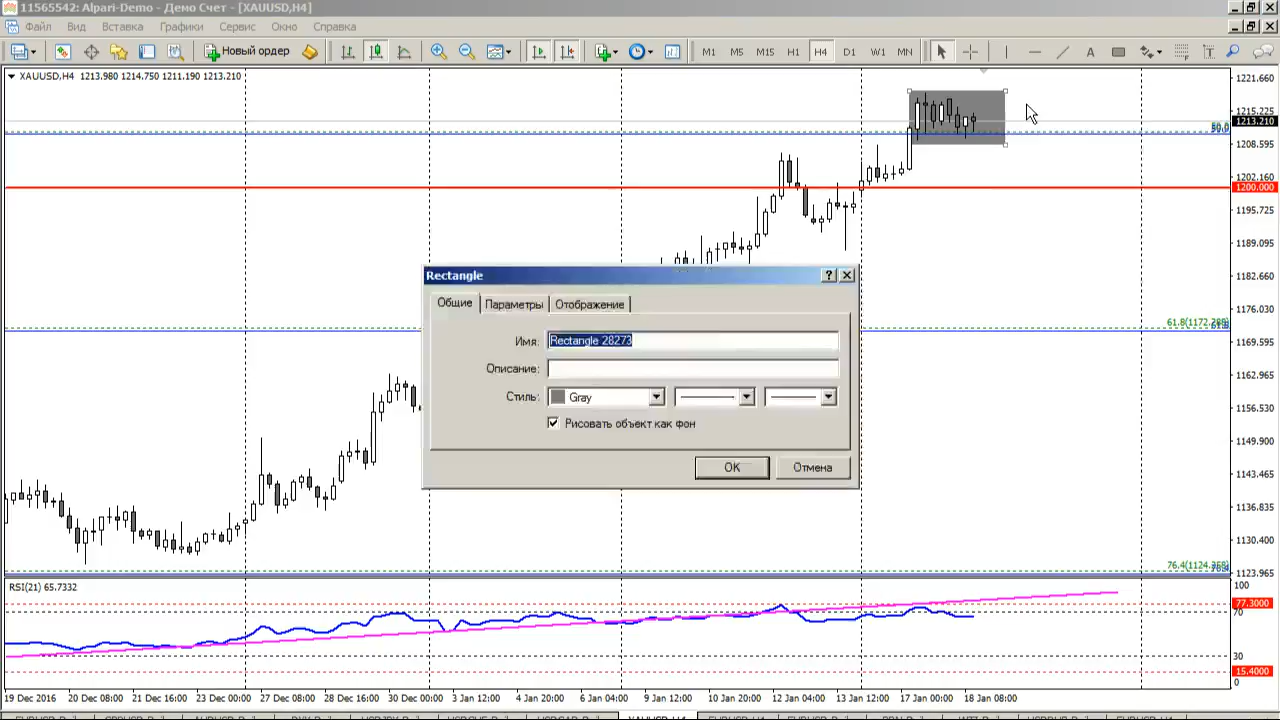 11565542: Alpari-Demo - Демо Счет - [XAUUSD,H4]
Файл Вид Вставка Графики Сервис Окно Справка
Новый ордер M1 M5 M15 H1 H4 D1 W1 MN A T
XAUUSD,H4 1213.980 1214.750 1211.190 1213.210
1221.660
1215.225
1213.210
50.0
1208.595
1202.160
1200.000
1195.725
1189.095
1182.660
1176.030
61.8(1172.288)
1169.595
1162.965
1156.530
1149.900
1143.465
1136.835
1130.400
76.4(1124.358)
1123.965
Rectangle
Общие Параметры Отображение
Имя: Rectangle 28273
Описание:
Стиль: Gray
Рисовать объект как фон
OK Отмена
RSI(21) 65.7332
100
77.3000
70
30
15.4000
0
19 Dec 2016 20 Dec 08:00 21 Dec 16:00 23 Dec 00:00 27 Dec 08:00 28 Dec 16:00 30 Dec 00:00 3 Jan 12:00 4 Jan 20:00 6 Jan 04:00 9 Jan 12:00 10 Jan 20:00 12 Jan 04:00 13 Jan 12:00 17 Jan 00:00 18 Jan 08:00